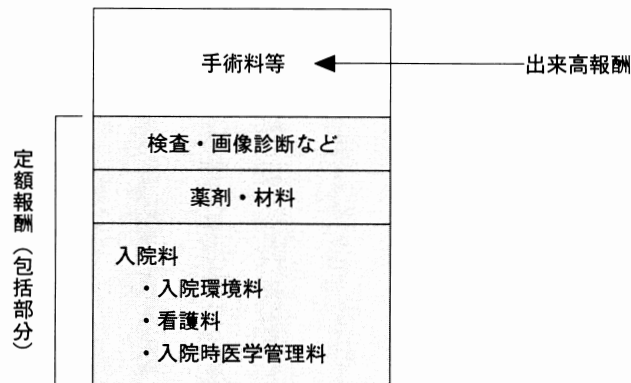 手術料等
出来高報酬
検査・画像診断など
薬剤・材料
定額報酬(包括部分)
入院料
・入院環境料
・看護料
・入院時医学管理料